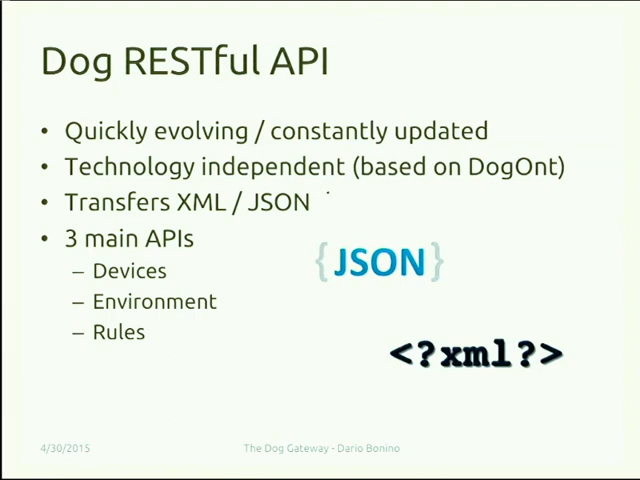 Dog RESTful API
• Quickly evolving / constantly updated
• Technology independent (based on DogOnt)
• Transfers XML / JSON
• 3 main APIs
– Devices
– Environment
– Rules
{JSON}
<?xml?>
4/30/2015
The Dog Gateway - Dario Bonino